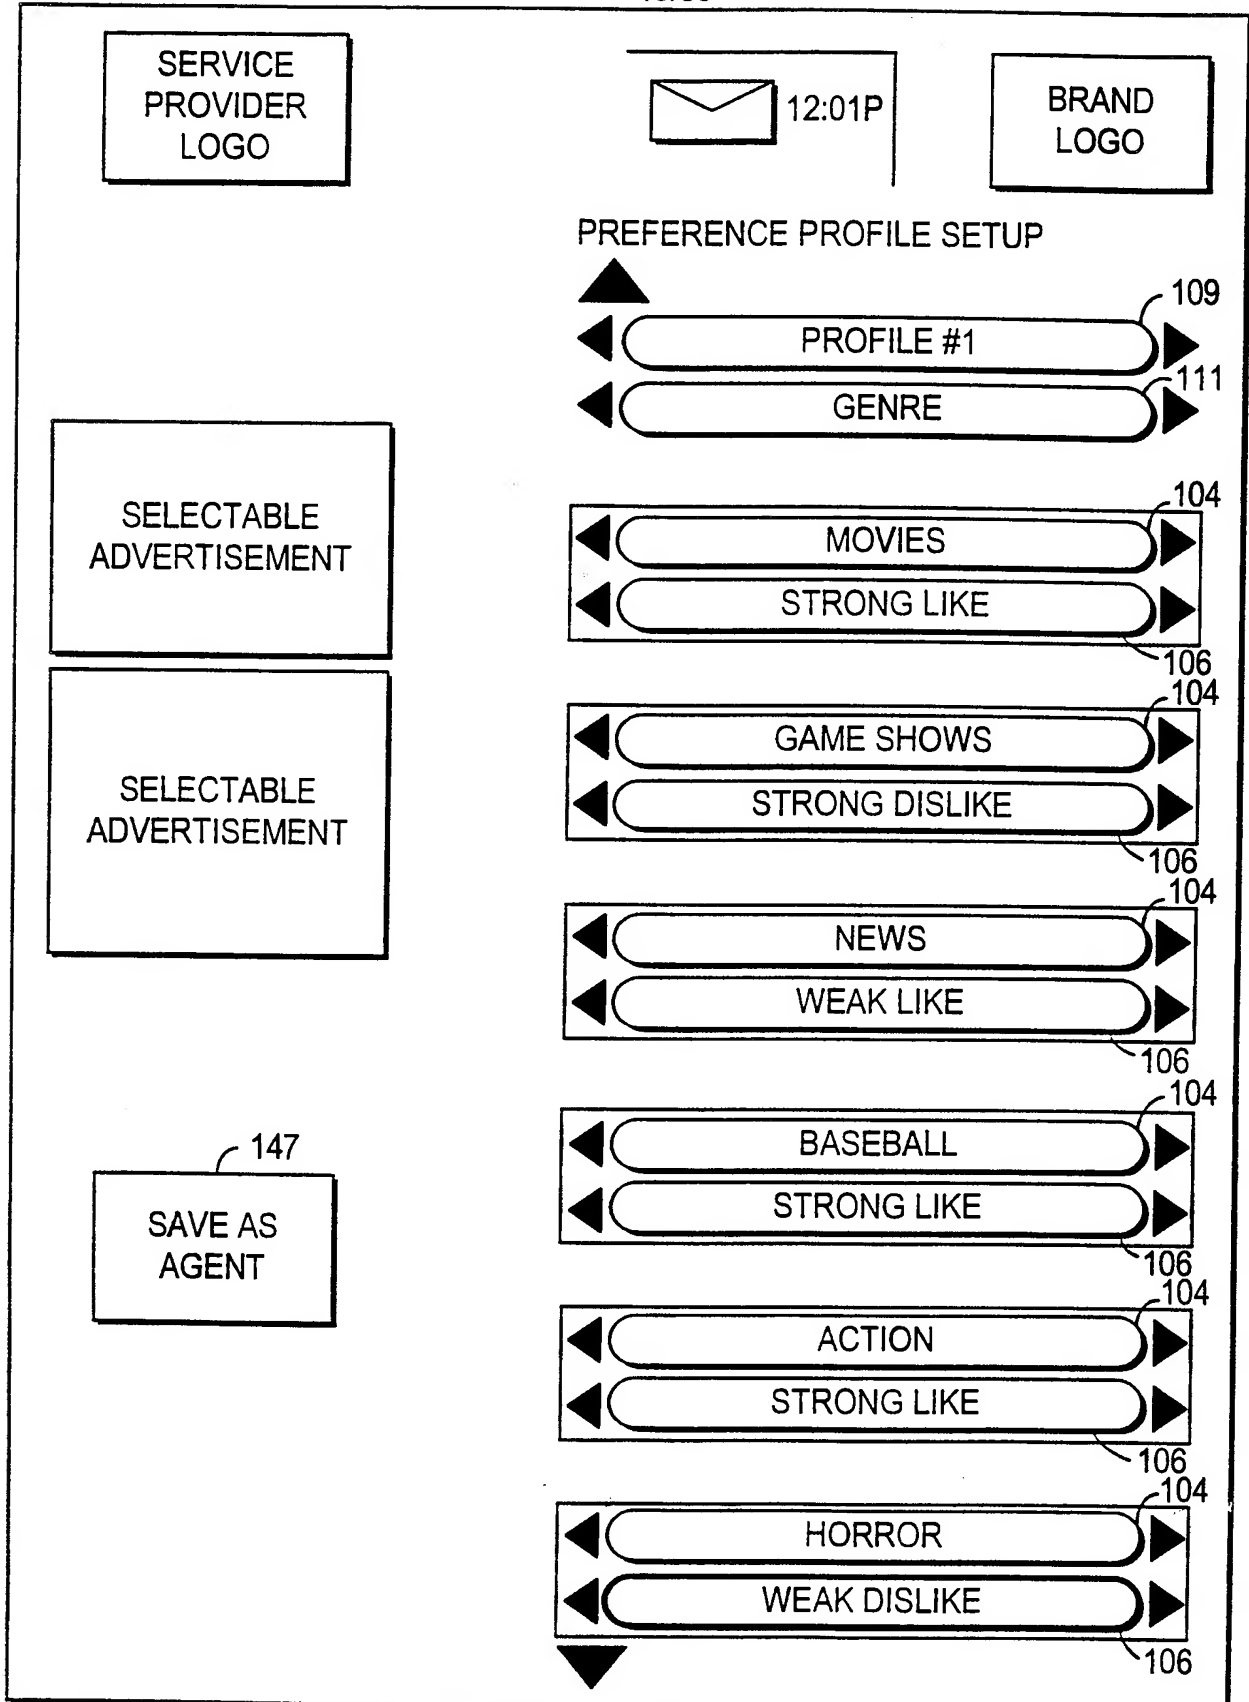 SERVICE
PROVIDER
LOGO
12:01P
BRAND
LOGO
PREFERENCE PROFILE SETUP
109
PROFILE #1
111
GENRE
SELECTABLE
ADVERTISEMENT
104
MOVIES
STRONG LIKE
106
SELECTABLE
ADVERTISEMENT
104
GAME SHOWS
STRONG DISLIKE
106
104
NEWS
WEAK LIKE
106
147
SAVE AS
AGENT
104
BASEBALL
STRONG LIKE
106
104
ACTION
STRONG LIKE
106
104
HORROR
WEAK DISLIKE
106